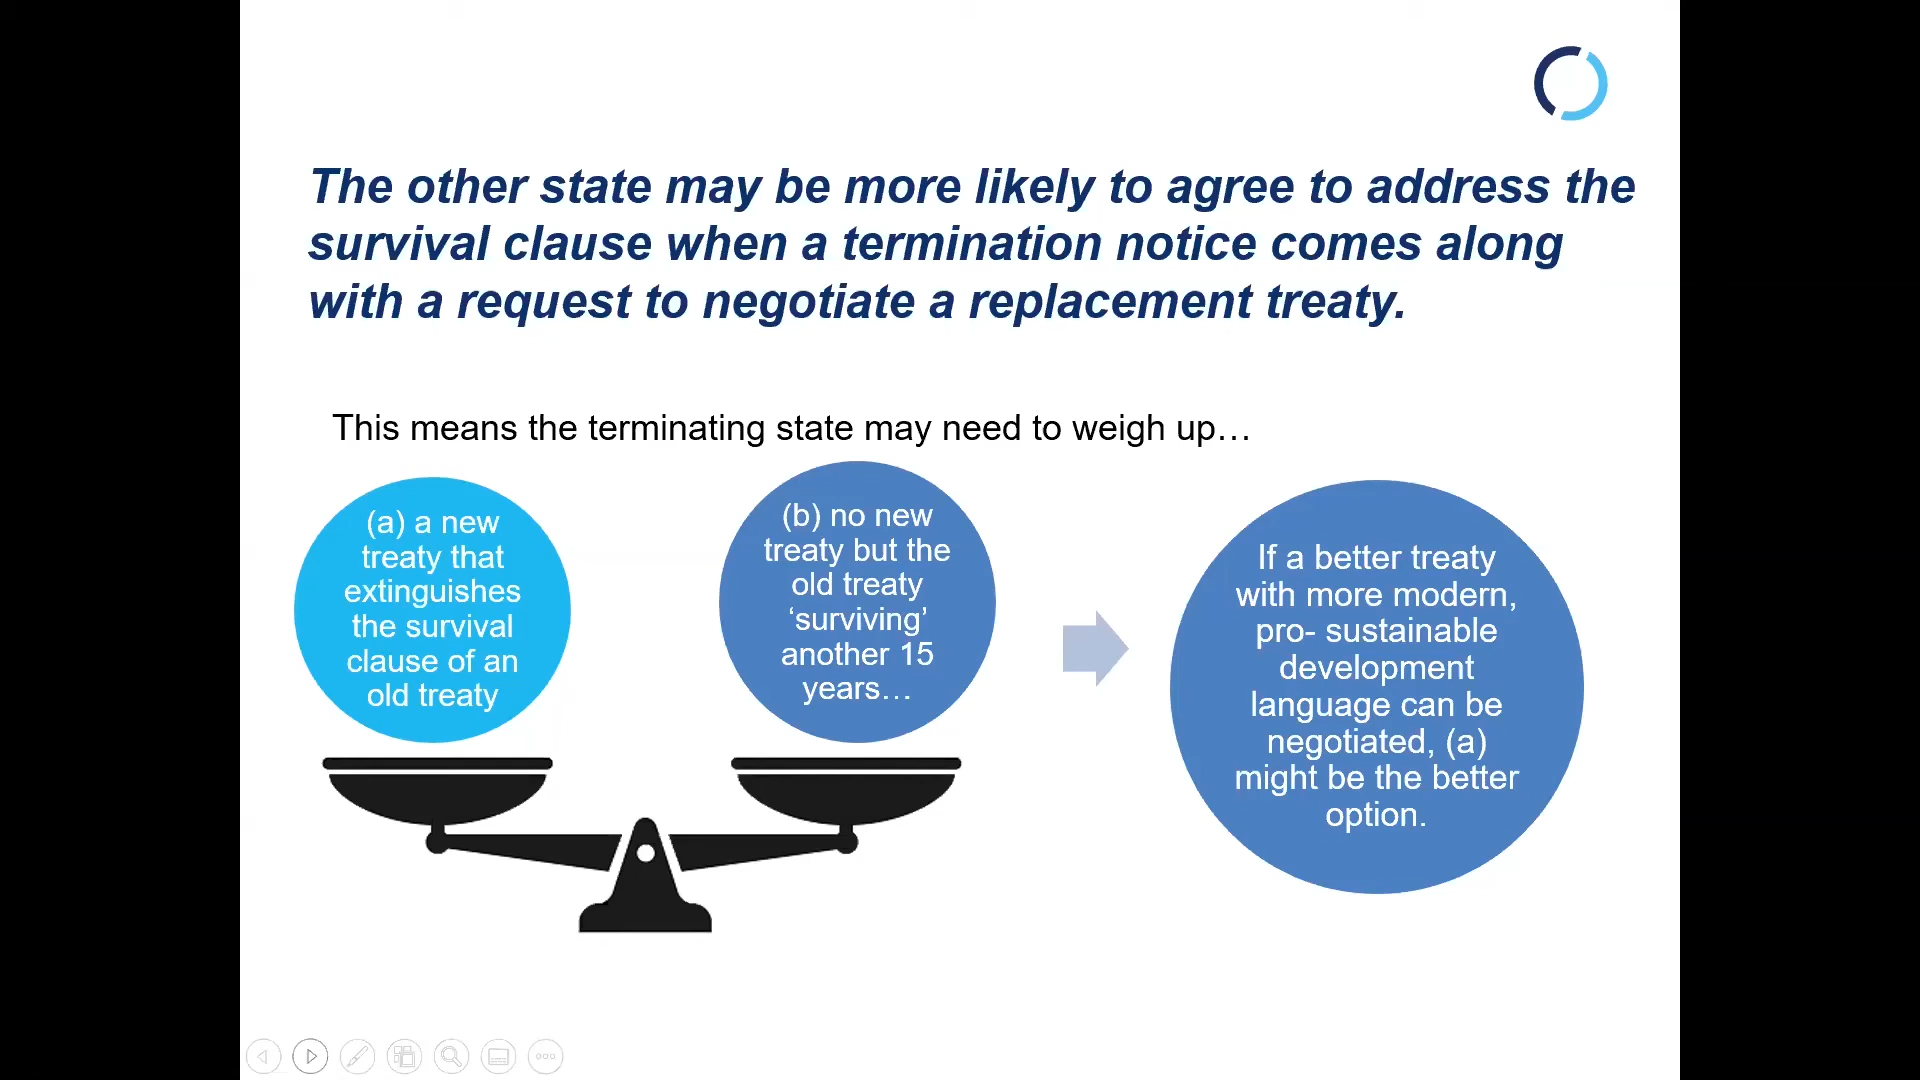 The other state may be more likely to agree to address the
survival clause when a termination notice comes along
with a request to negotiate a replacement treaty.
This means the terminating state may need to weigh up…
(a) a new
treaty that
extinguishes
the survival
clause of an
old treaty
(b) no new
treaty but the
old treaty
‘surviving’
another 15
years…
If a better treaty
with more modern,
pro- sustainable
development
language can be
negotiated, (a)
might be the better
option.